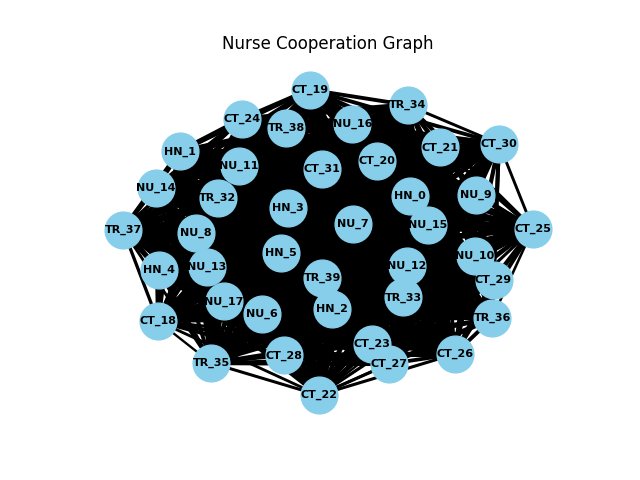 Nurse Cooperation Graph
CT_19
TR_34
CT_24
TR_38
NU_16
CT_30
CT_21
HN_1
NU_11
CT_31
CT_20
NU_14
TR_32
HN_0
NU_9
HN_3
NU_7
NU_15
TR_37
NU_8
CT_25
HN_5
NU_10
HN_4
NU_13
TR_39
NU_12
CT_29
NU_17
NU_6
HN_2
TR_33
CT_18
TR_36
CT_23
TR_35
CT_28
CT_27
CT_26
CT_22